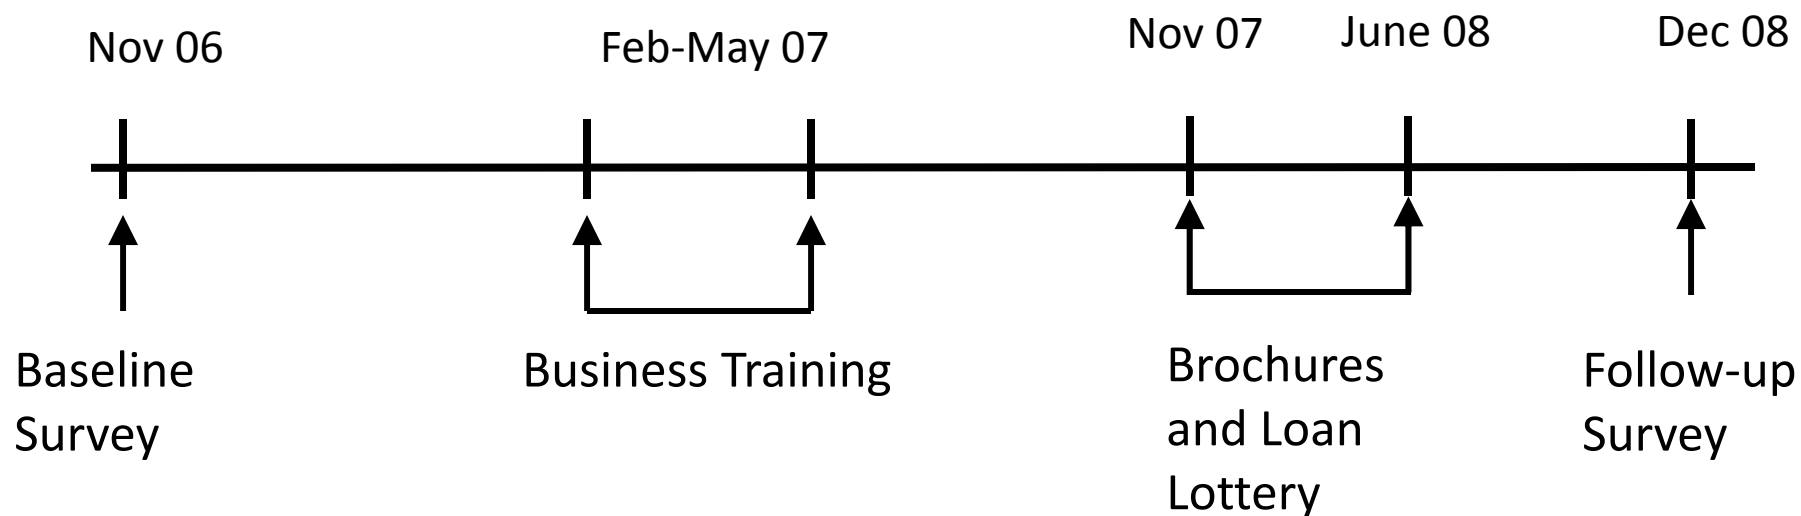 Nov 06
Feb-May 07
Nov 07
June 08
Dec 08
Baseline
Survey
Business Training
Brochures
and Loan
Lottery
Follow-up
Survey